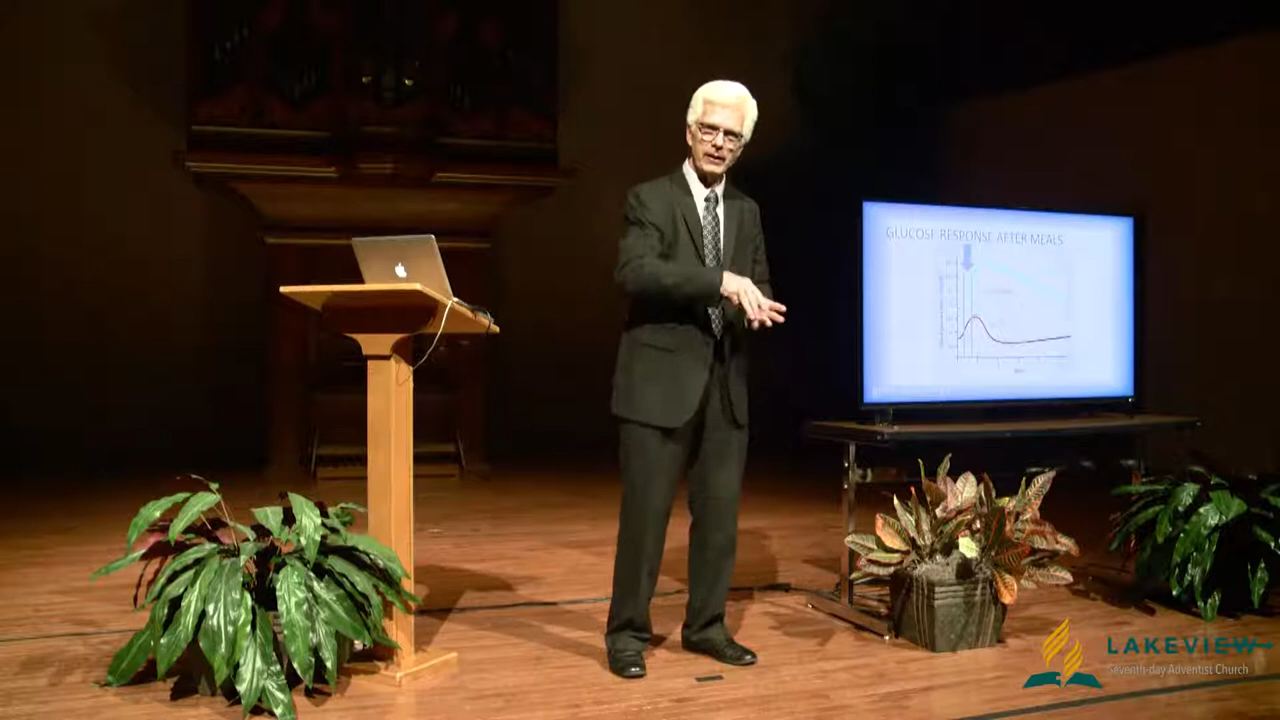 GLUCOSE RESPONSE AFTER MEALS
LAKEVIEW
Seventh-day Adventist Church